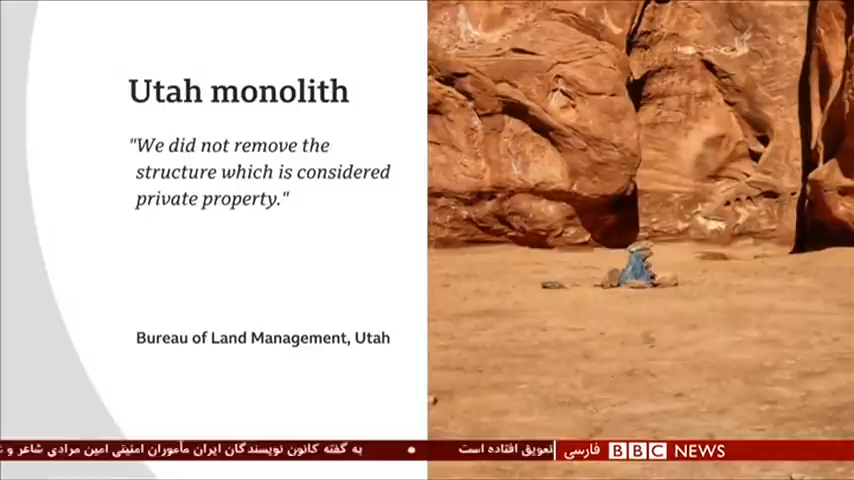 Utah monolith
"We did not remove the
structure which is considered
private property."
Bureau of Land Management, Utah
تعویق افتاده است • به گفته کانون نویسندگان ایران مأموران امنیتی امین مرادی شاعر و
فارسی BBC NEWS